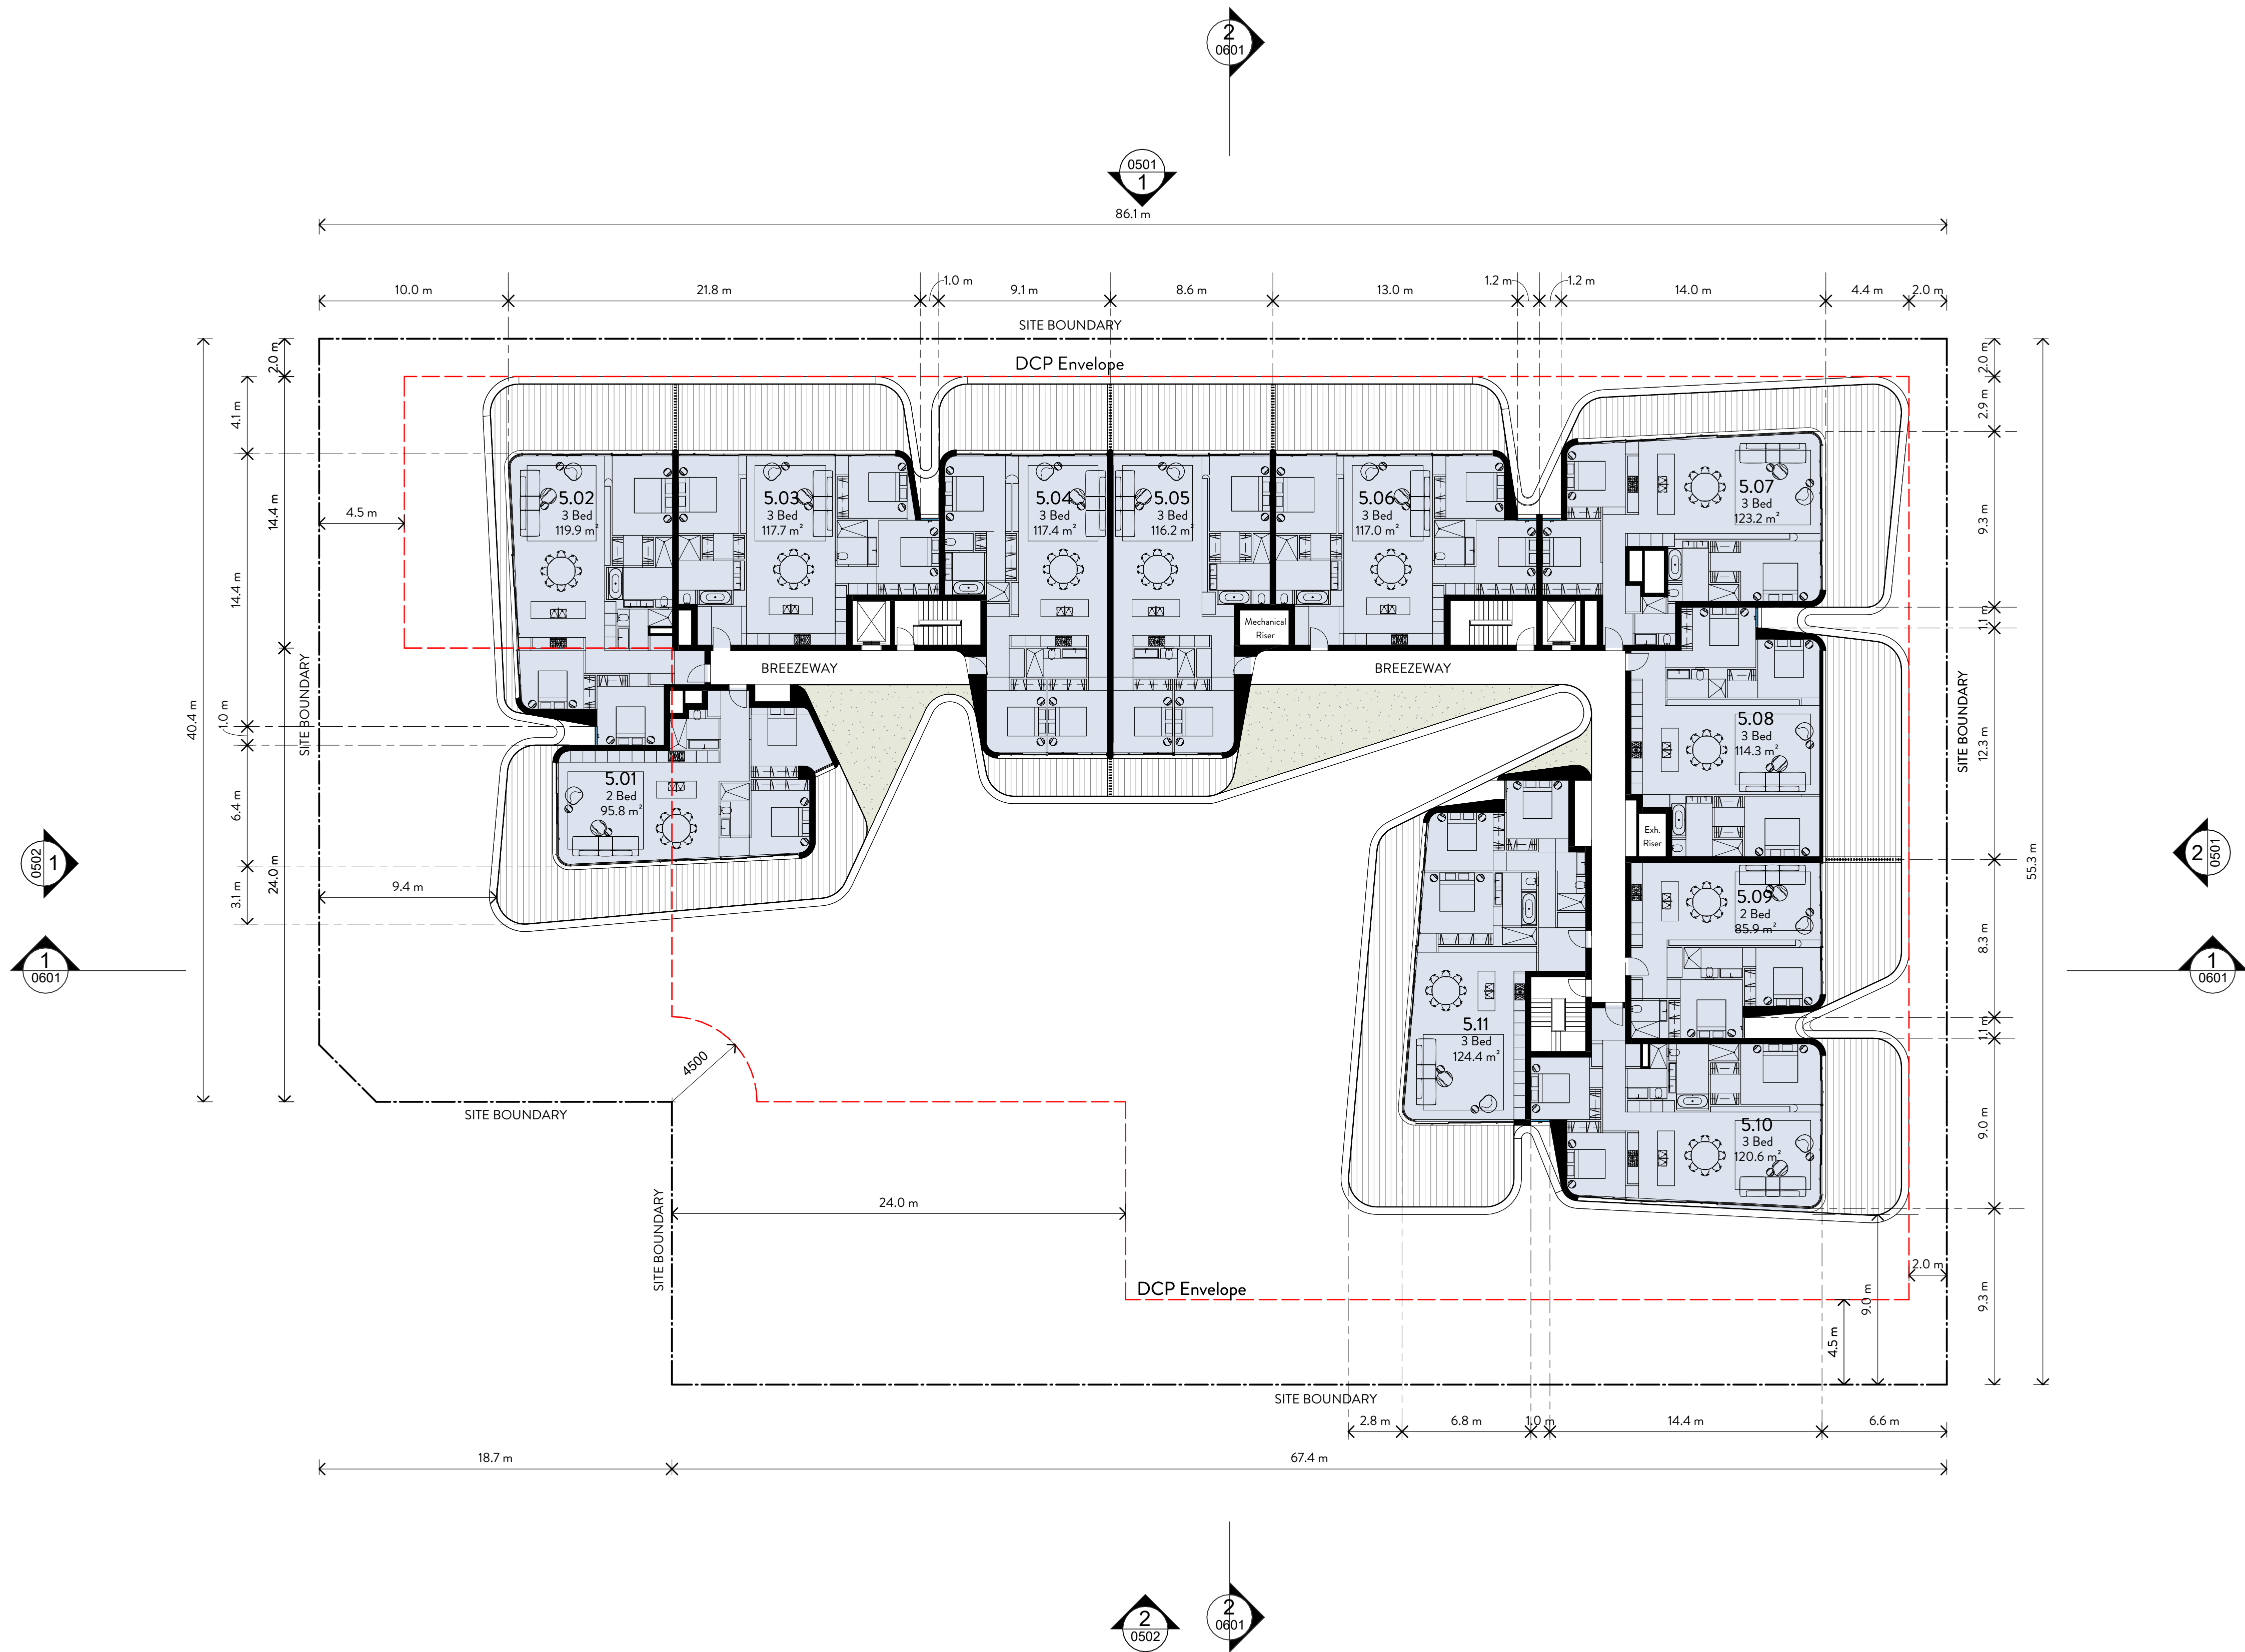 2
0601
0501
1
86.1 m
10.0 m
21.8 m
1.0 m
9.1 m
8.6 m
13.0 m
1.2 m
1.2 m
14.0 m
4.4 m
2.0 m
SITE BOUNDARY
DCP Envelope
2.0 m
4.1 m
14.4 m
14.4 m
4.5 m
40.4 m
1.0 m
SITE BOUNDARY
6.4 m
24.0 m
3.1 m
9.4 m
5.02
3 Bed
119.9 m²
5.03
3 Bed
117.7 m²
5.04
3 Bed
117.4 m²
5.05
3 Bed
116.2 m²
5.06
3 Bed
117.0 m²
5.07
3 Bed
123.2 m²
Mechanical
Riser
BREEZEWAY
BREEZEWAY
5.01
2 Bed
95.8 m²
5.08
3 Bed
114.3 m²
Exh.
Riser
5.09
2 Bed
85.9 m²
5.11
3 Bed
124.4 m²
5.10
3 Bed
120.6 m²
2.0 m
2.9 m
9.3 m
1.1 m
12.3 m
SITE BOUNDARY
55.3 m
8.3 m
1.1 m
9.0 m
9.3 m
0502
1
1
0601
2
0501
1
0601
4500
SITE BOUNDARY
SITE BOUNDARY
24.0 m
DCP Envelope
2.0 m
9.0 m
4.5 m
SITE BOUNDARY
2.8 m
6.8 m
1.0 m
14.4 m
6.6 m
18.7 m
67.4 m
2
0502
2
0601